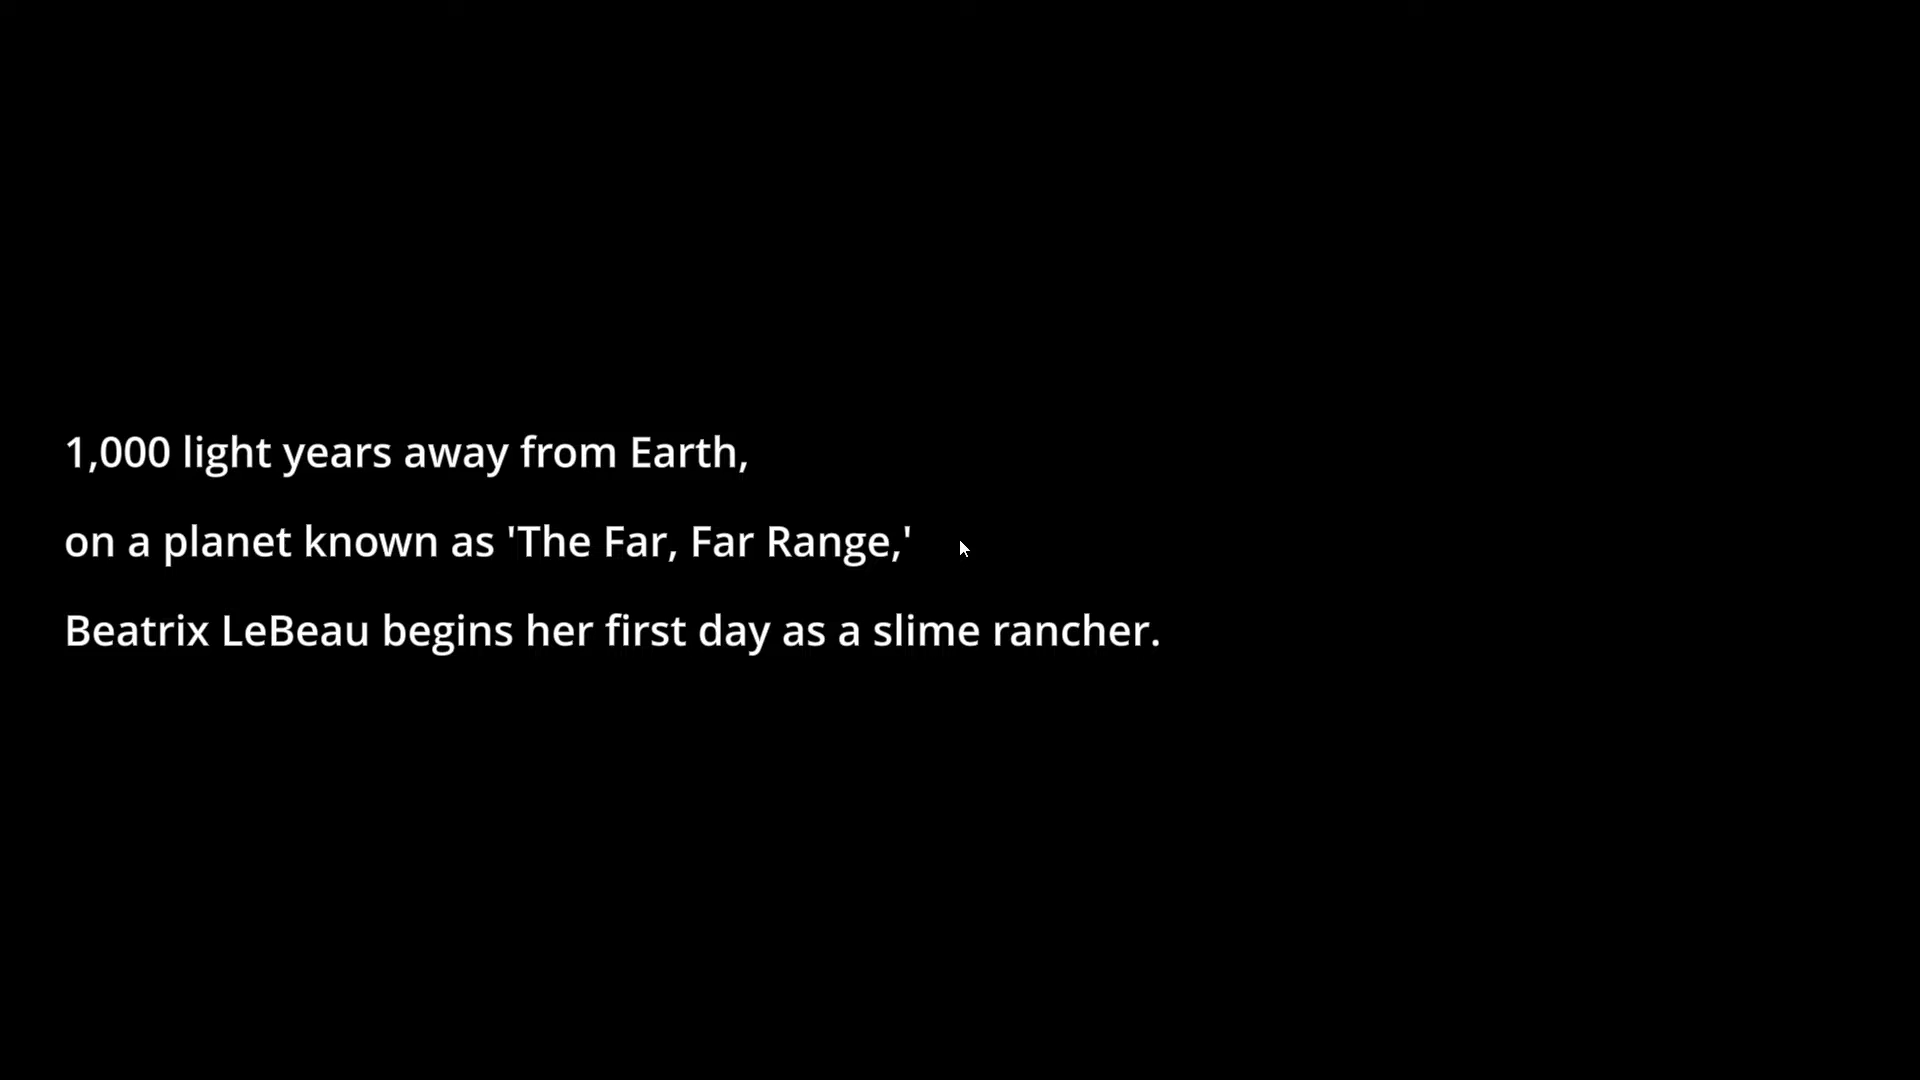 1,000 light years away from Earth,
on a planet known as 'The Far, Far Range,'
Beatrix LeBeau begins her first day as a slime rancher.